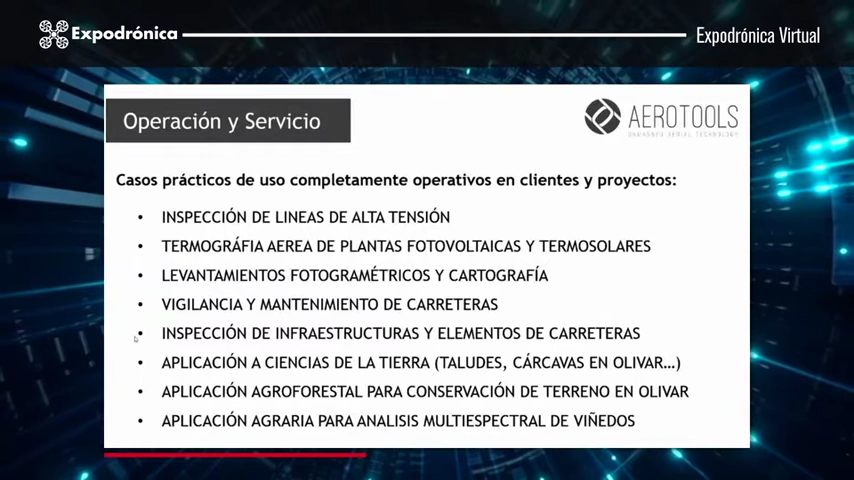 Expodrónica
Expodrónica Virtual
Operación y Servicio
AEROTOOLS
Casos prácticos de uso completamente operativos en clientes y proyectos:
• INSPECCIÓN DE LINEAS DE ALTA TENSIÓN
• TERMOGRÁFIA AEREA DE PLANTAS FOTOVOLTAICAS Y TERMOSOLARES
• LEVANTAMIENTOS FOTOGRAMÉTRICOS Y CARTOGRAFÍA
• VIGILANCIA Y MANTENIMIENTO DE CARRETERAS
• INSPECCIÓN DE INFRAESTRUCTURAS Y ELEMENTOS DE CARRETERAS
• APLICACIÓN A CIENCIAS DE LA TIERRA (TALUDES, CÁRCAVAS EN OLIVAR...)
• APLICACIÓN AGROFORESTAL PARA CONSERVACIÓN DE TERRENO EN OLIVAR
• APLICACIÓN AGRARIA PARA ANALISIS MULTIESPECTRAL DE VIÑEDOS